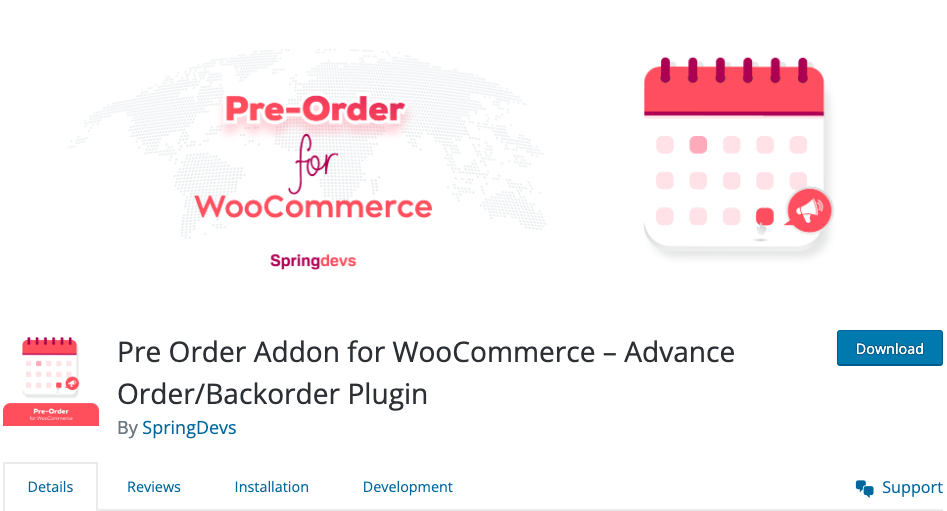 Pre-Order
for
WooCommerce
Springdevs
Pre Order Addon for WooCommerce – Advance
Order/Backorder Plugin
By SpringDevs
Download
Pre-Order
for WooCommerce
Details
Reviews
Installation
Development
Support